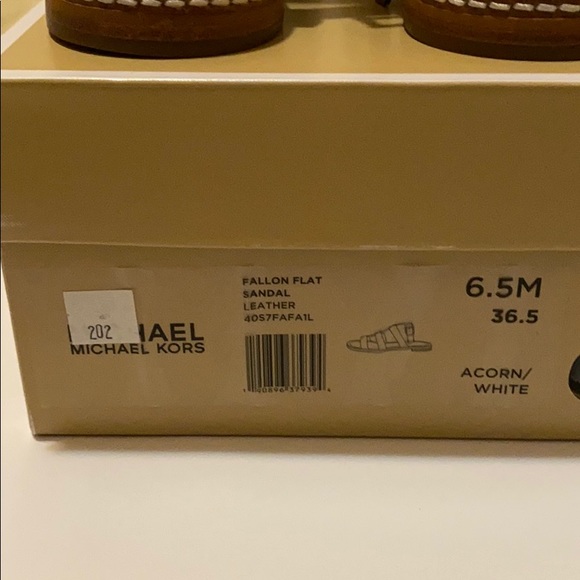 FALLON FLAT
SANDAL
LEATHER
40S7FAFA1L
6.5M
36.5
202
HAEL
MICHAEL KORS
ACORN/
WHITE